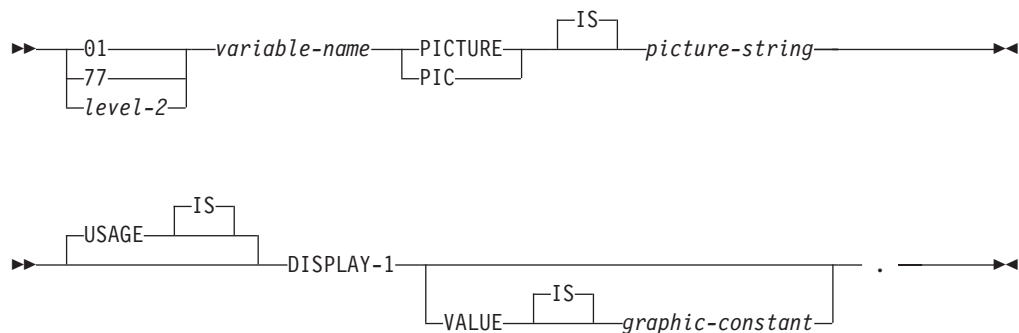 IS
01 variable-name PICTURE picture-string
77 PIC
level-2
IS
USAGE
DISPLAY-1 .
IS
VALUE graphic-constant